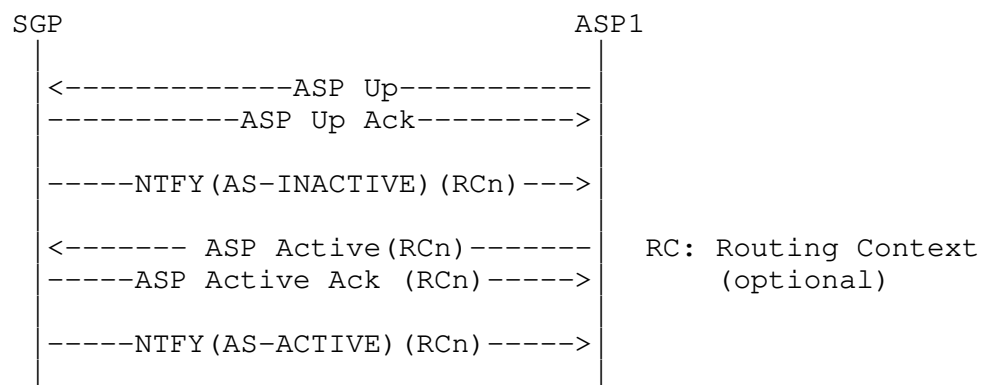 SGP                                   ASP1
 |                                     |
 |<-------------ASP Up-----------|
 |-----------ASP Up Ack--------->|
 |                                     |
 |-----NTFY(AS-INACTIVE)(RCn)--->|
 |                                     |
 |<------- ASP Active(RCn)-------|  RC: Routing Context
 |-----ASP Active Ack (RCn)----->|      (optional)
 |                                     |
 |-----NTFY(AS-ACTIVE)(RCn)----->|
 |                                     |